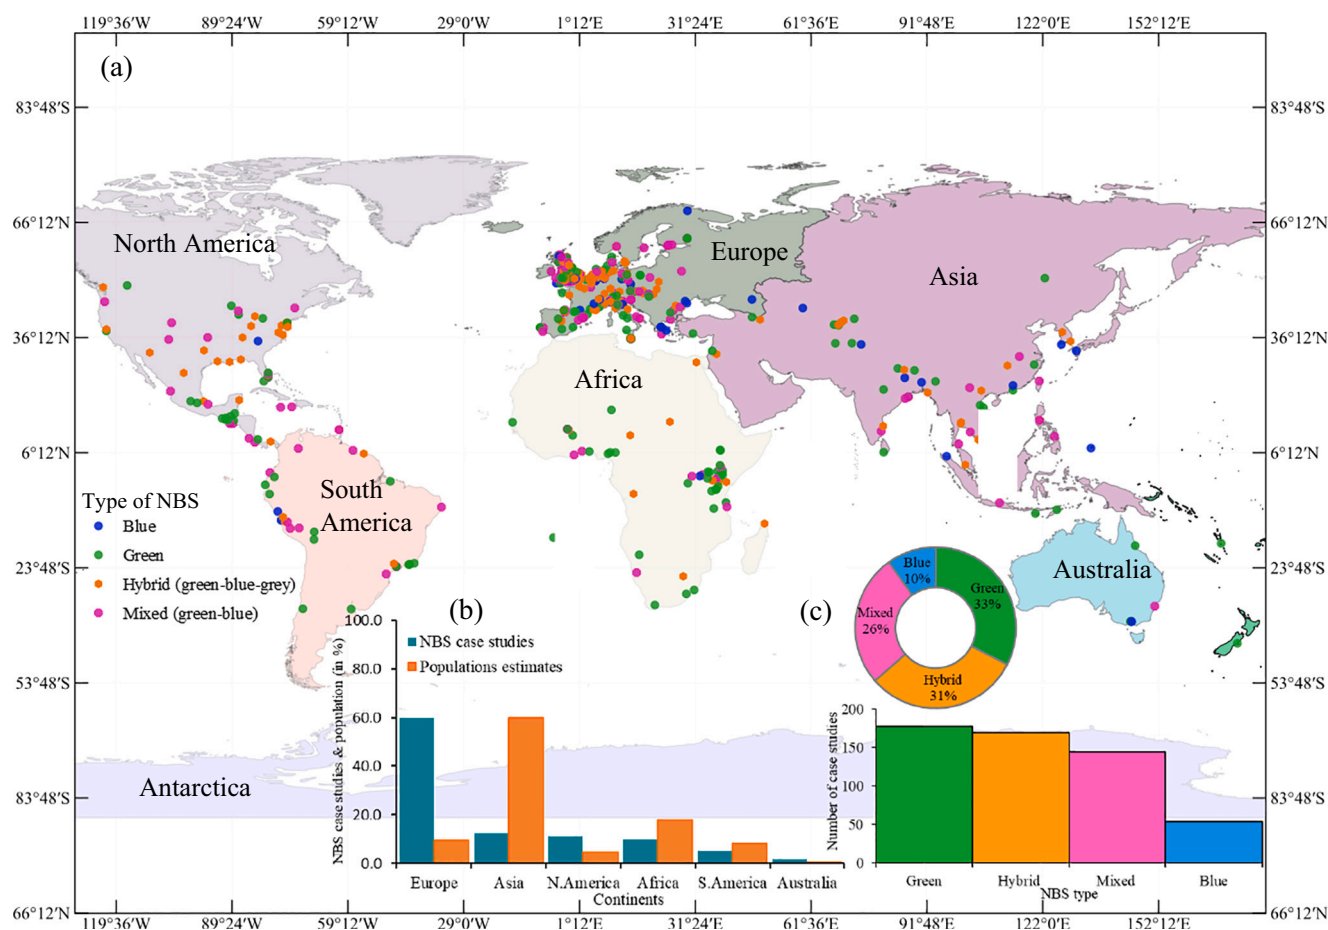 119°36'W 89°24'W 59°12'W 29°0'W 1°12'E 31°24'E 61°36'E 91°48'E 122°0'E 152°12'E
(a)
83°48'S 83°48'S
66°12'N 66°12'N
North America
Europe
Asia
36°12'N 36°12'N
Africa
6°12'N 6°12'N
South
America
Type of NBS
Blue
Green
Hybrid (green-blue-grey)
Mixed (green-blue)
23°48'S 23°48'S
Australia
53°48'S 53°48'S
Antarctica
83°48'S 83°48'S
66°12'N 66°12'N
(b)
NBS case studies & population (in %)
100.0
80.0
60.0
40.0
20.0
0.0
NBS case studies
Populations estimates
Europe Asia N.America Africa S.America Australia
Continents
(c)
Blue
10%
Green
33%
Mixed
26%
Hybrid
31%
Number of case studies
200
150
100
50
0
Green Hybrid Mixed Blue
NBS type
119°36'W 89°24'W 59°12'W 29°0'W 1°12'E 31°24'E 61°36'E 91°48'E 122°0'E 152°12'E